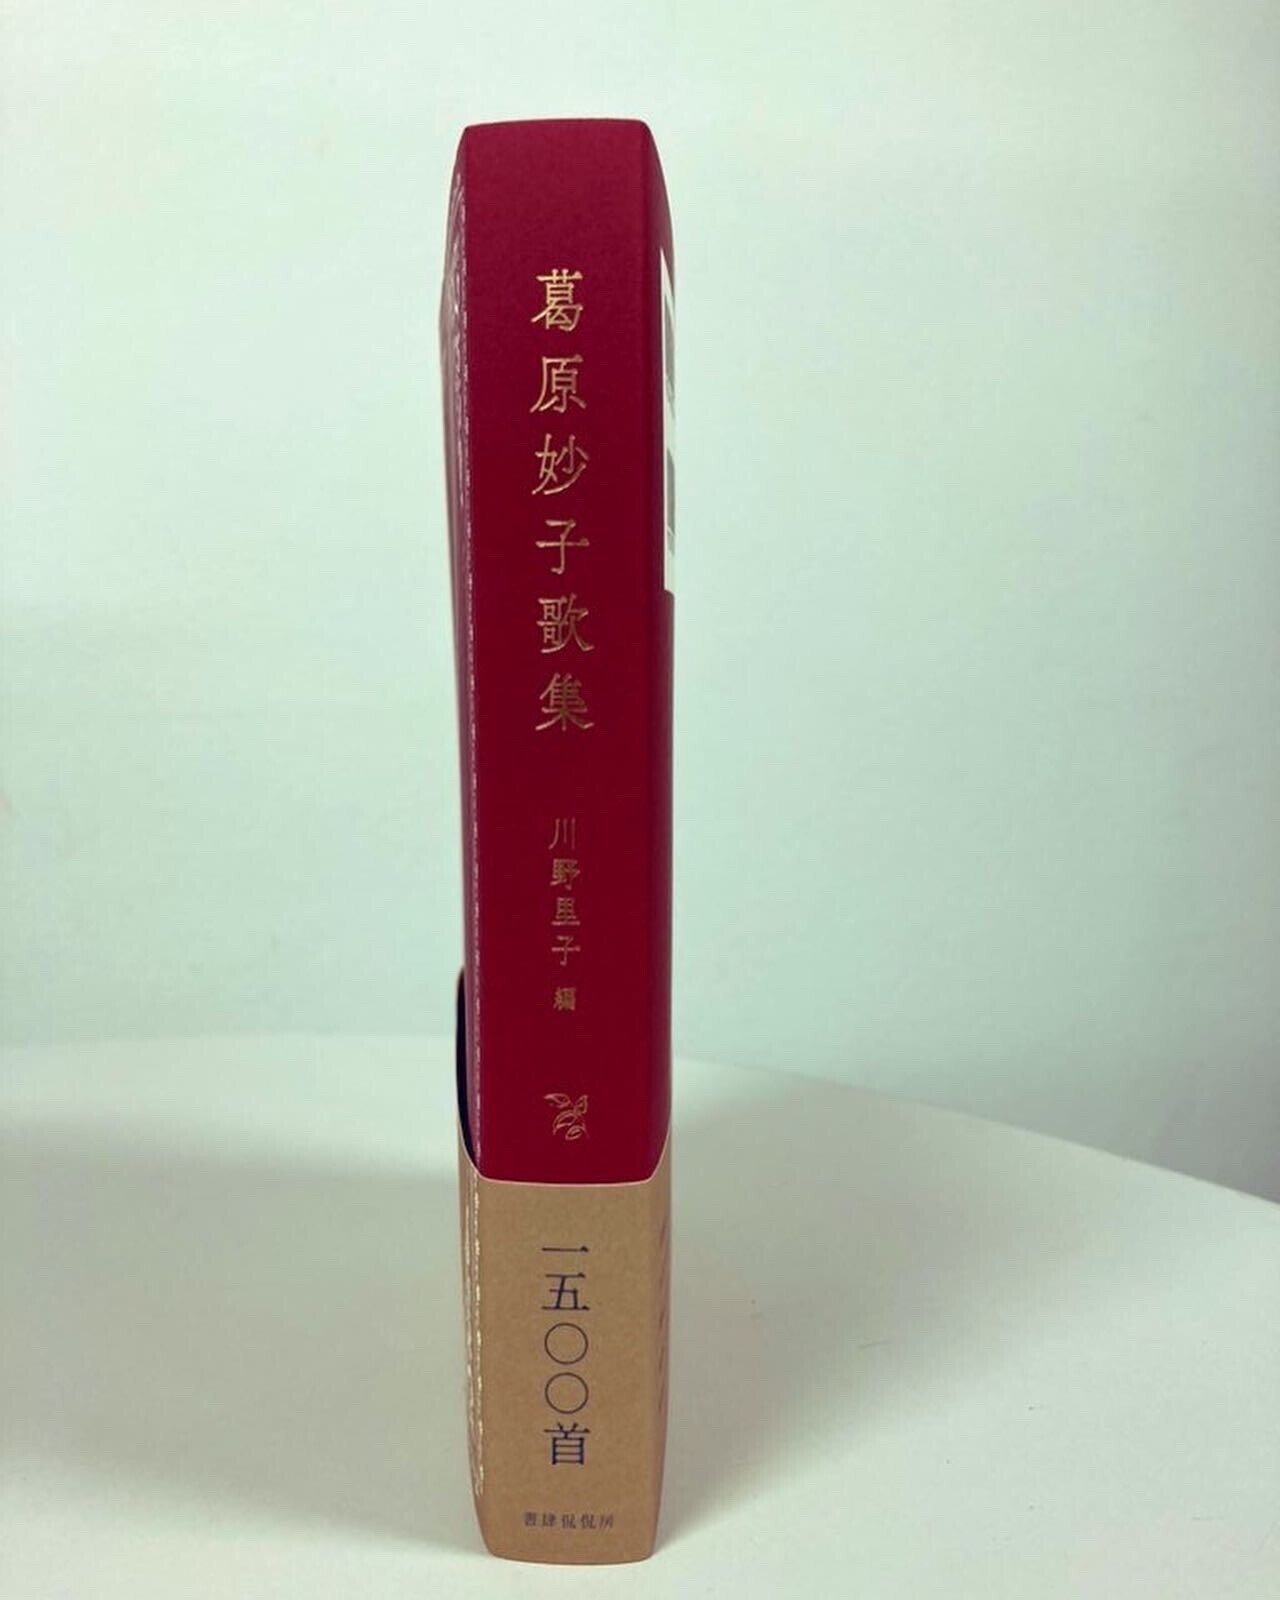 葛原妙子歌集
川野里子 編
一五〇〇首
書肆侃侃房